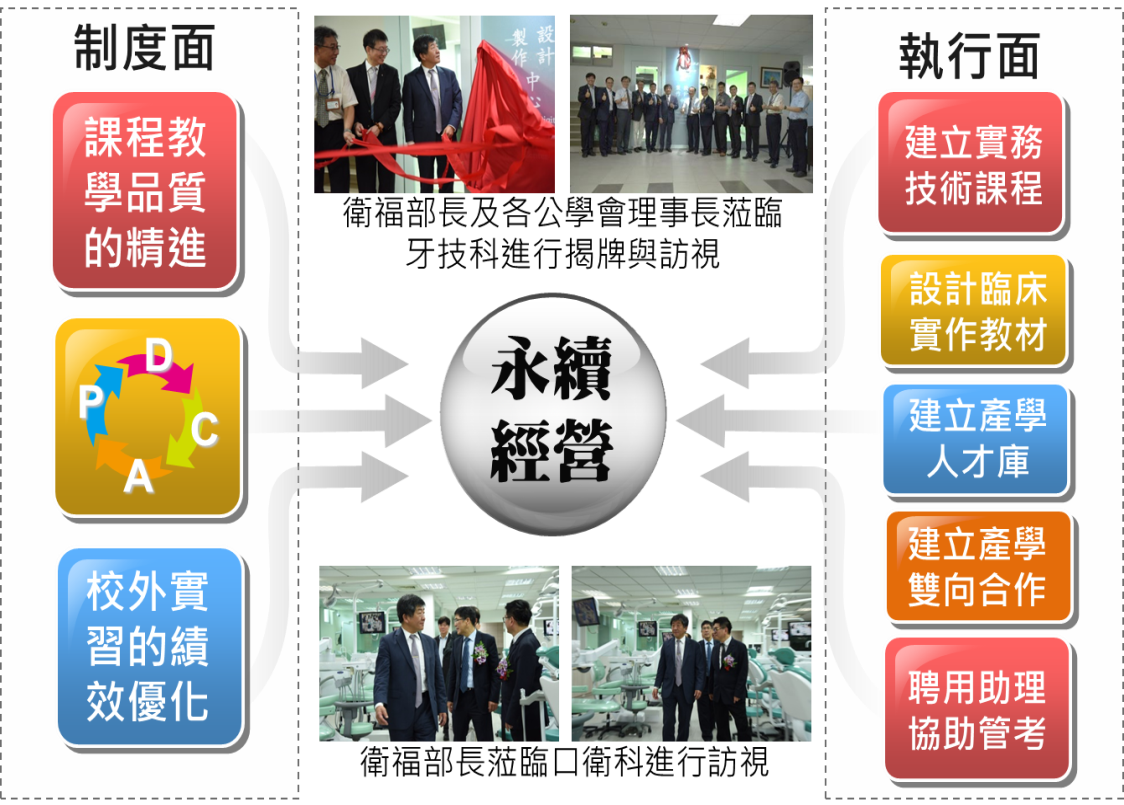 制度面
課程教
學品質
的精進
P
D
C
A
校外實
習的績
效優化
設計
製作中心
衛福部長及各公學會理事長蒞臨
牙技科進行揭牌與訪視
永續
經營
衛福部長蒞臨口衛科進行訪視
執行面
建立實務
技術課程
設計臨床
實作教材
建立產學
人才庫
建立產學
雙向合作
聘用助理
協助管考